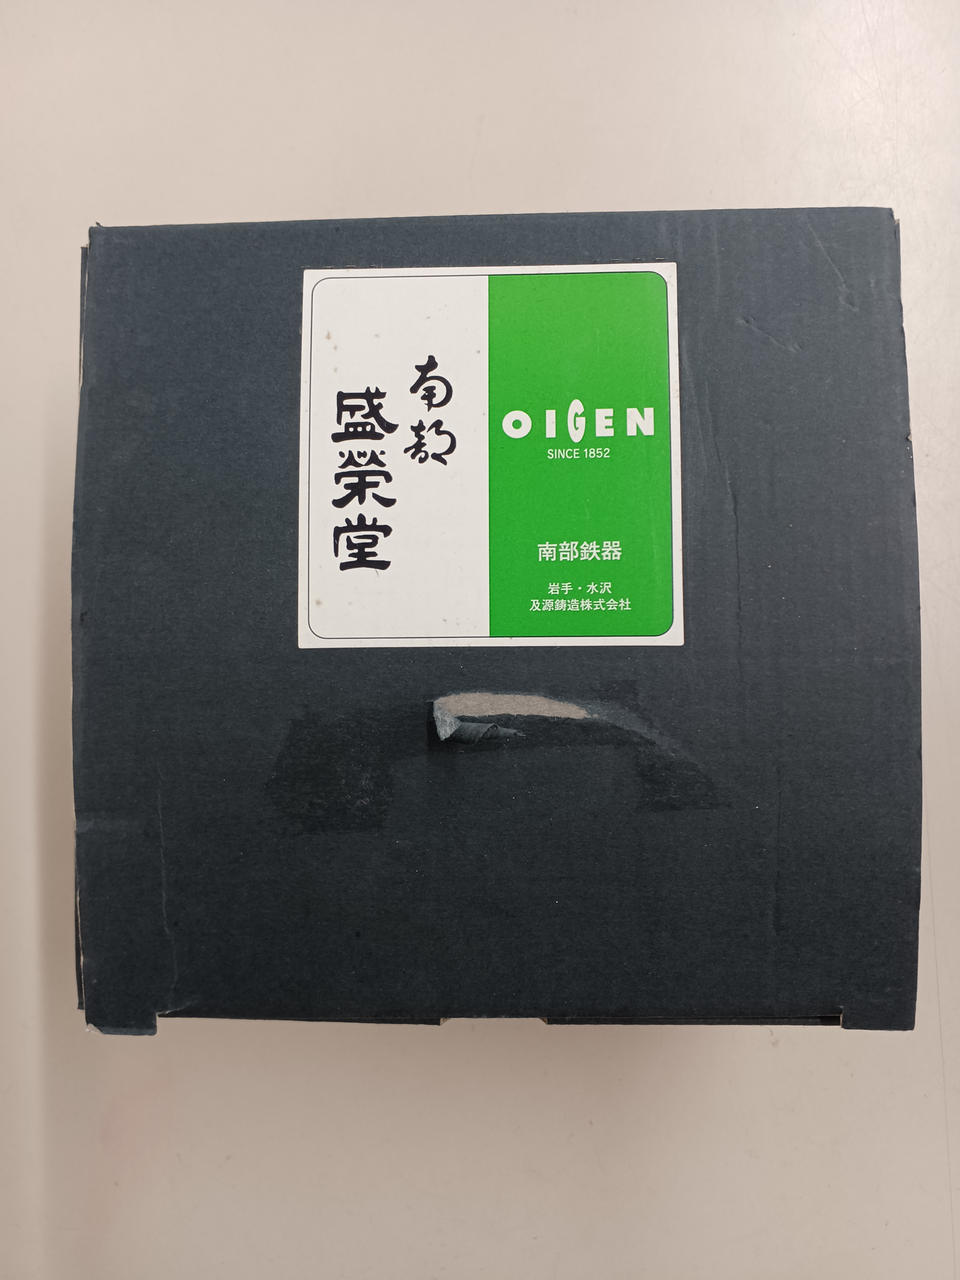 南部
盛榮堂
OIGEN
SINCE 1852
南部鉄器
岩手・水沢
及源鋳造株式会社